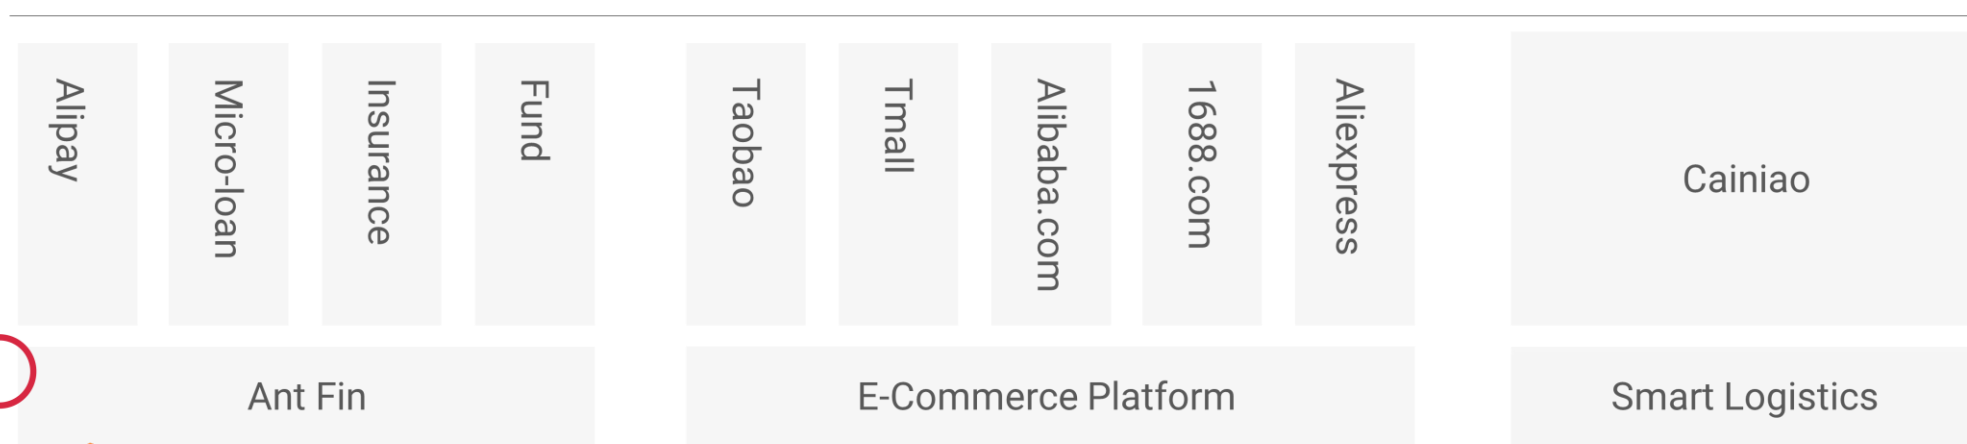 Alipay
Micro-loan
Insurance
Fund
Taobao
Tmall
Alibaba.com
1688.com
Aliexpress
Cainiao
Ant Fin
E-Commerce Platform
Smart Logistics